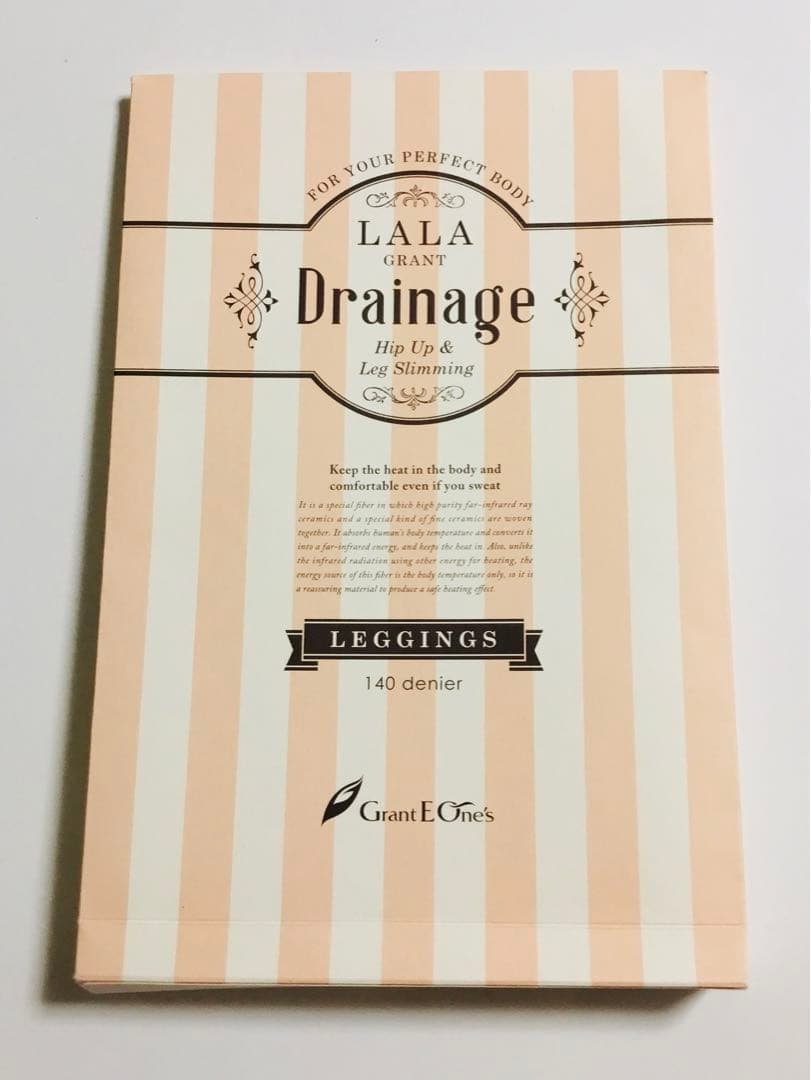 FOR YOUR PERFECT BODY
LALA
GRANT
Drainage
Hip Up &
Leg Slimming
Keep the heat in the body and
comfortable even if you sweat
It is a special fiber in which high purity far-infrared ray
ceramics and a special kind of fine ceramics are woven
together. It absorbs human's body temperature and converts it
into a far-infrared energy, and keeps the heat in. Also, unlike
the infrared radiation using other energy for heating, the
energy source of this fiber is the body temperature only, so it is
a reassuring material to produce a safe heating effect.
LEGGINGS
140 denier
Grant E One's